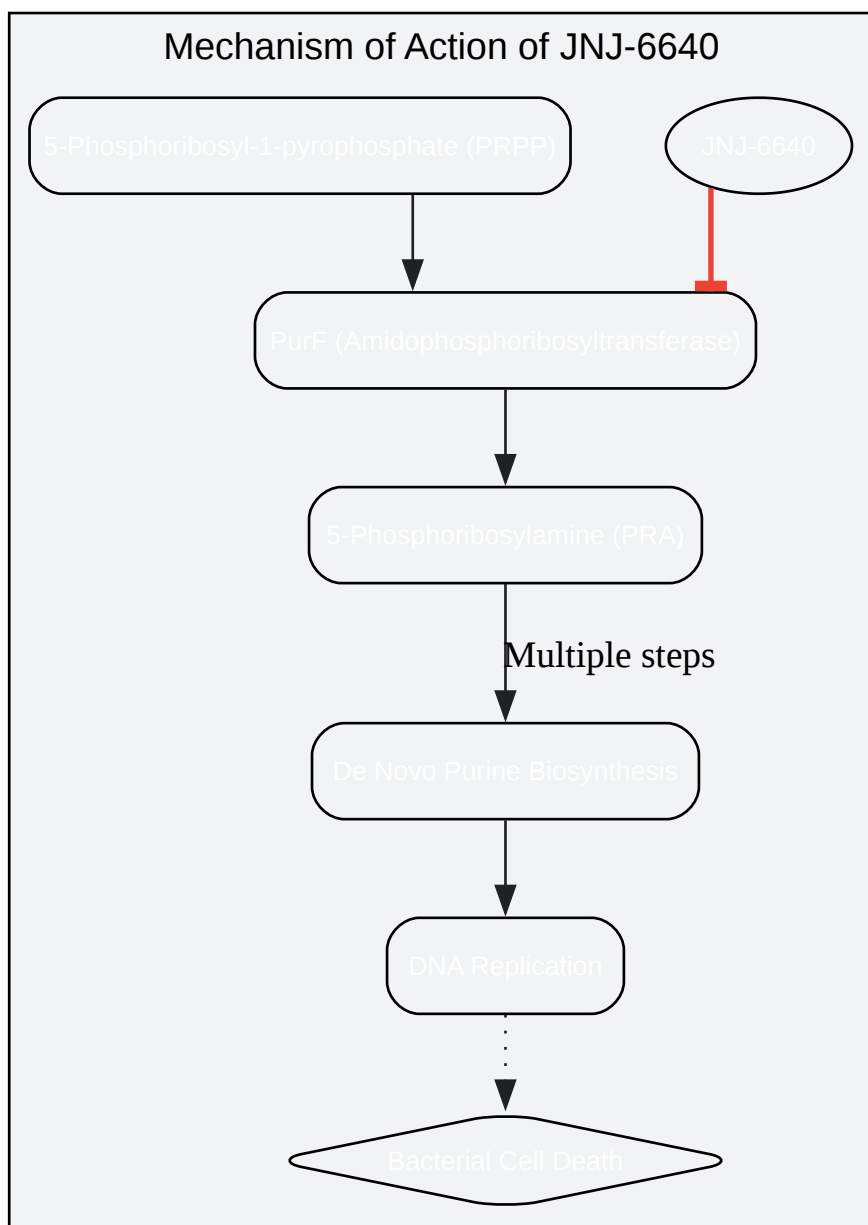 Mechanism of Action of JNJ-6640
5-Phosphoribosyl-1-pyrophosphate (PRPP)
JNJ-6640
PurF (Amidophosphoribosyltransferase)
5-Phosphoribosylamine (PRA)
Multiple steps
De Novo Purine Biosynthesis
DNA Replication
Bacterial Cell Death